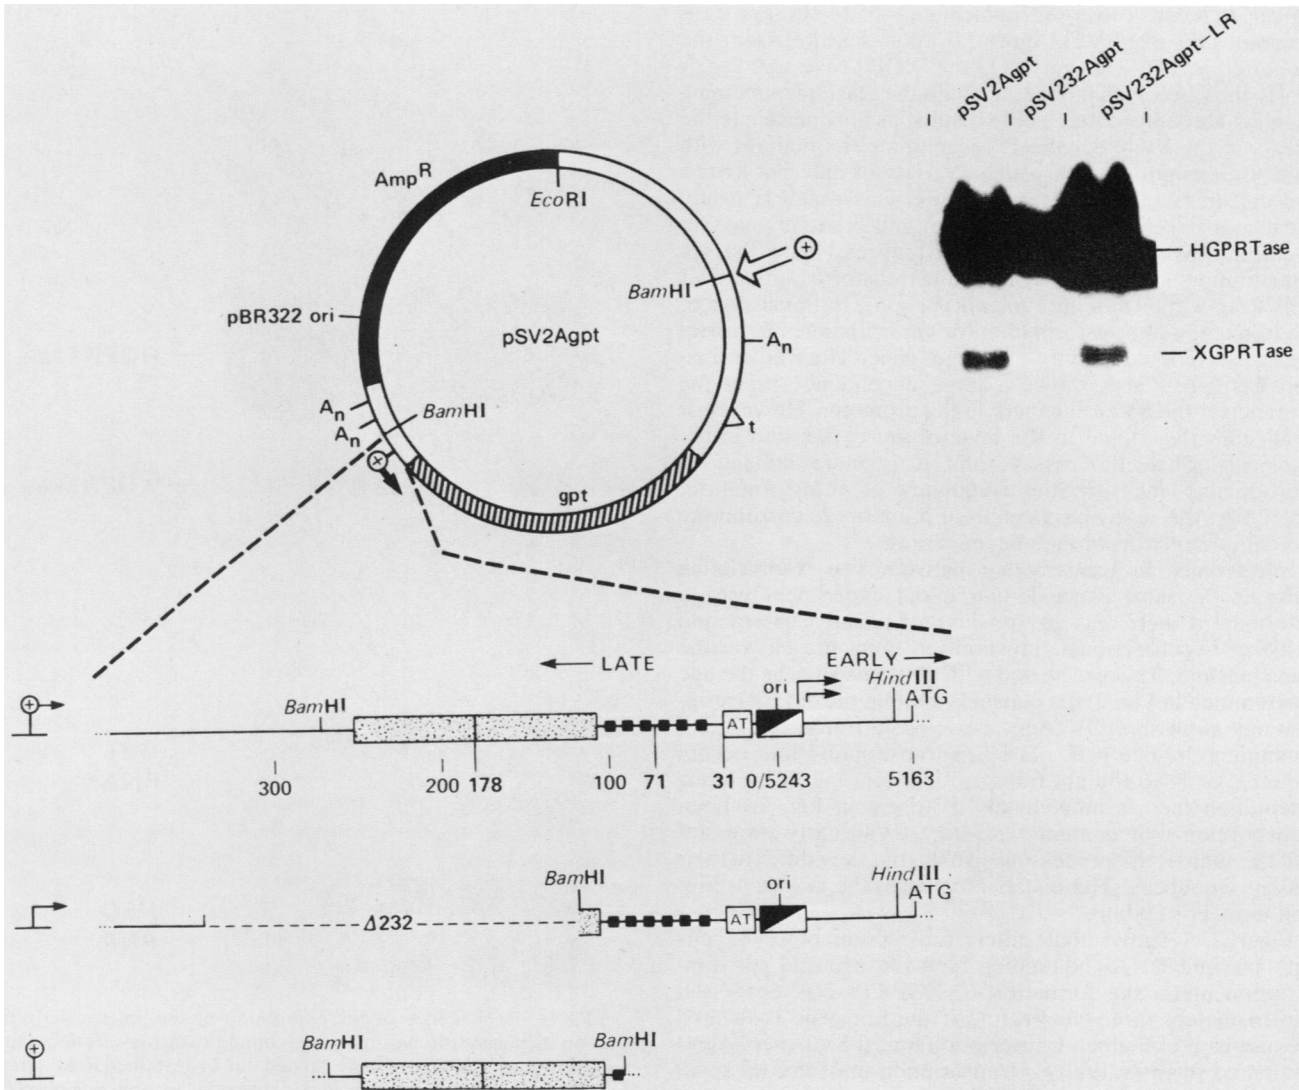 pSV2Agpt
pSV232Agpt
pSV232Agpt-LR
HGPRTase
XGPRTase
AmpR
EcoRI
+
BamHI
pBR322 ori
pSV2Agpt
An
An
An
BamHI
t
+
gpt
LATE
EARLY
ori
HindIII
ATG
+
BamHI
AT
300
200
178
100
71
31
0/5243
5163
BamHI
ori
HindIII
ATG
Δ232
AT
+
BamHI
BamHI